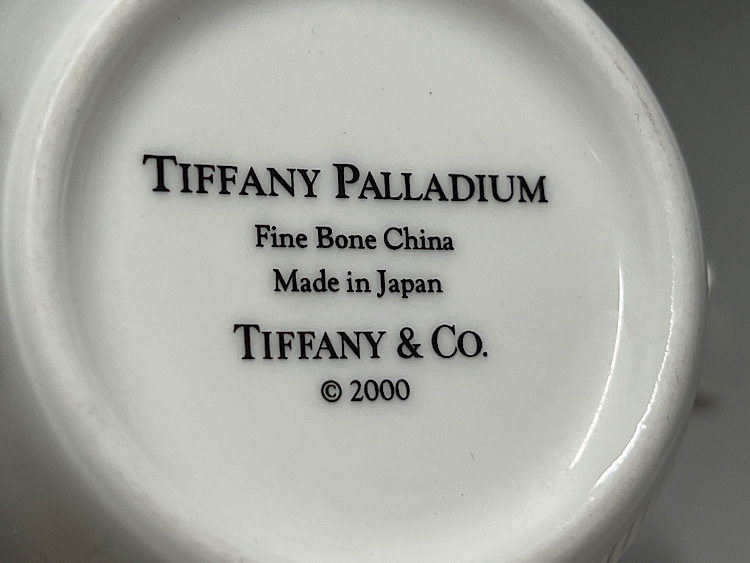 TIFFANY PALLADIUM
Fine Bone China
Made in Japan
TIFFANY & CO.
© 2000